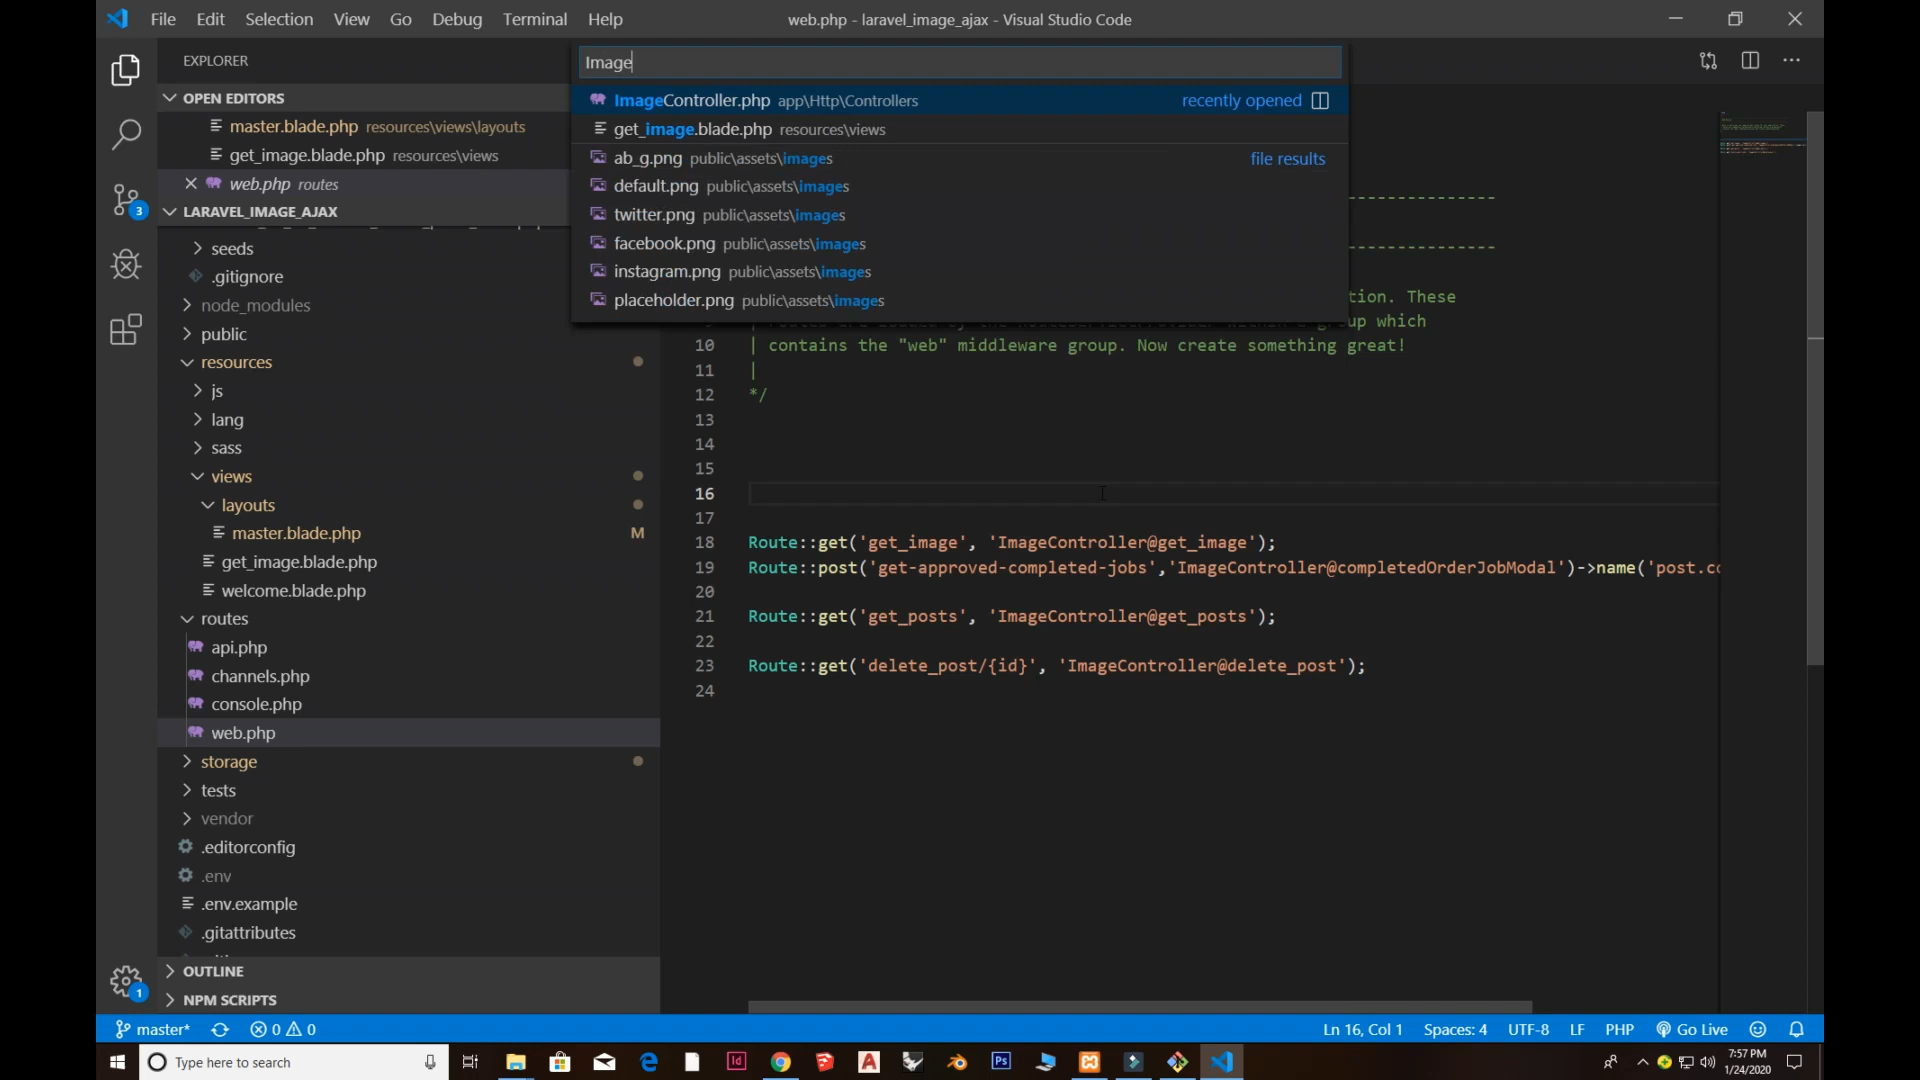 File Edit Selection View Go Debug Terminal Help
web.php - laravel_image_ajax - Visual Studio Code
EXPLORER
OPEN EDITORS
master.blade.php resources\views\layouts
get_image.blade.php resources\views
web.php routes
LARAVEL_IMAGE_AJAX
seeds
.gitignore
node_modules
public
resources
js
lang
sass
views
layouts
master.blade.php M
get_image.blade.php
welcome.blade.php
routes
api.php
channels.php
console.php
web.php
storage
tests
vendor
.editorconfig
.env
.env.example
.gitattributes
OUTLINE
NPM SCRIPTS
3
1
Image
ImageController.php app\Http\Controllers recently opened
get_image.blade.php resources\views
ab_g.png public\assets\images file results
default.png public\assets\images
twitter.png public\assets\images
facebook.png public\assets\images
instagram.png public\assets\images
placeholder.png public\assets\images
tion. These
up which
10 | contains the "web" middleware group. Now create something great!
11 |
12 */
13
14
15
16
17
18 Route::get('get_image', 'ImageController@get_image');
19 Route::post('get-approved-completed-jobs','ImageController@completedOrderJobModal')->name('post.co
20
21 Route::get('get_posts', 'ImageController@get_posts');
22
23 Route::get('delete_post/{id}', 'ImageController@delete_post');
24
master* 0 0 Ln 16, Col 1 Spaces: 4 UTF-8 LF PHP Go Live
Type here to search
7:57 PM
1/24/2020